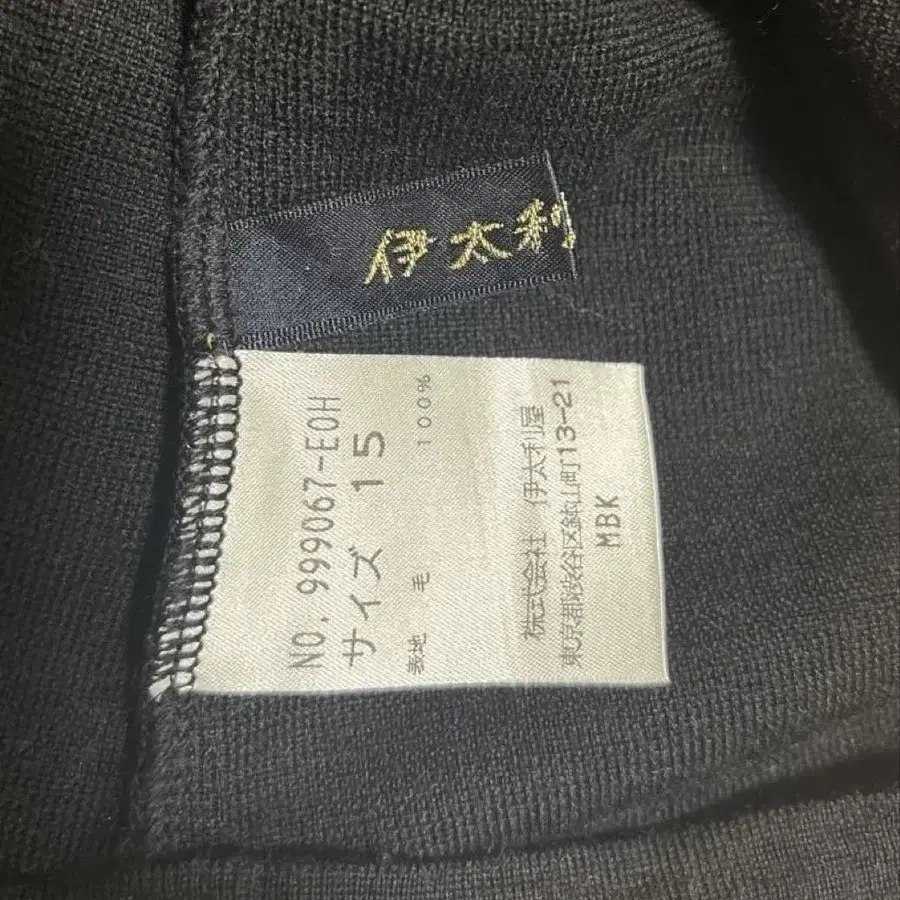 伊太利
NO. 999067-EOH
サイズ 15
表地 毛 100%
株式会社 伊太利屋
東京都渋谷区鉢山町13-21
MBK